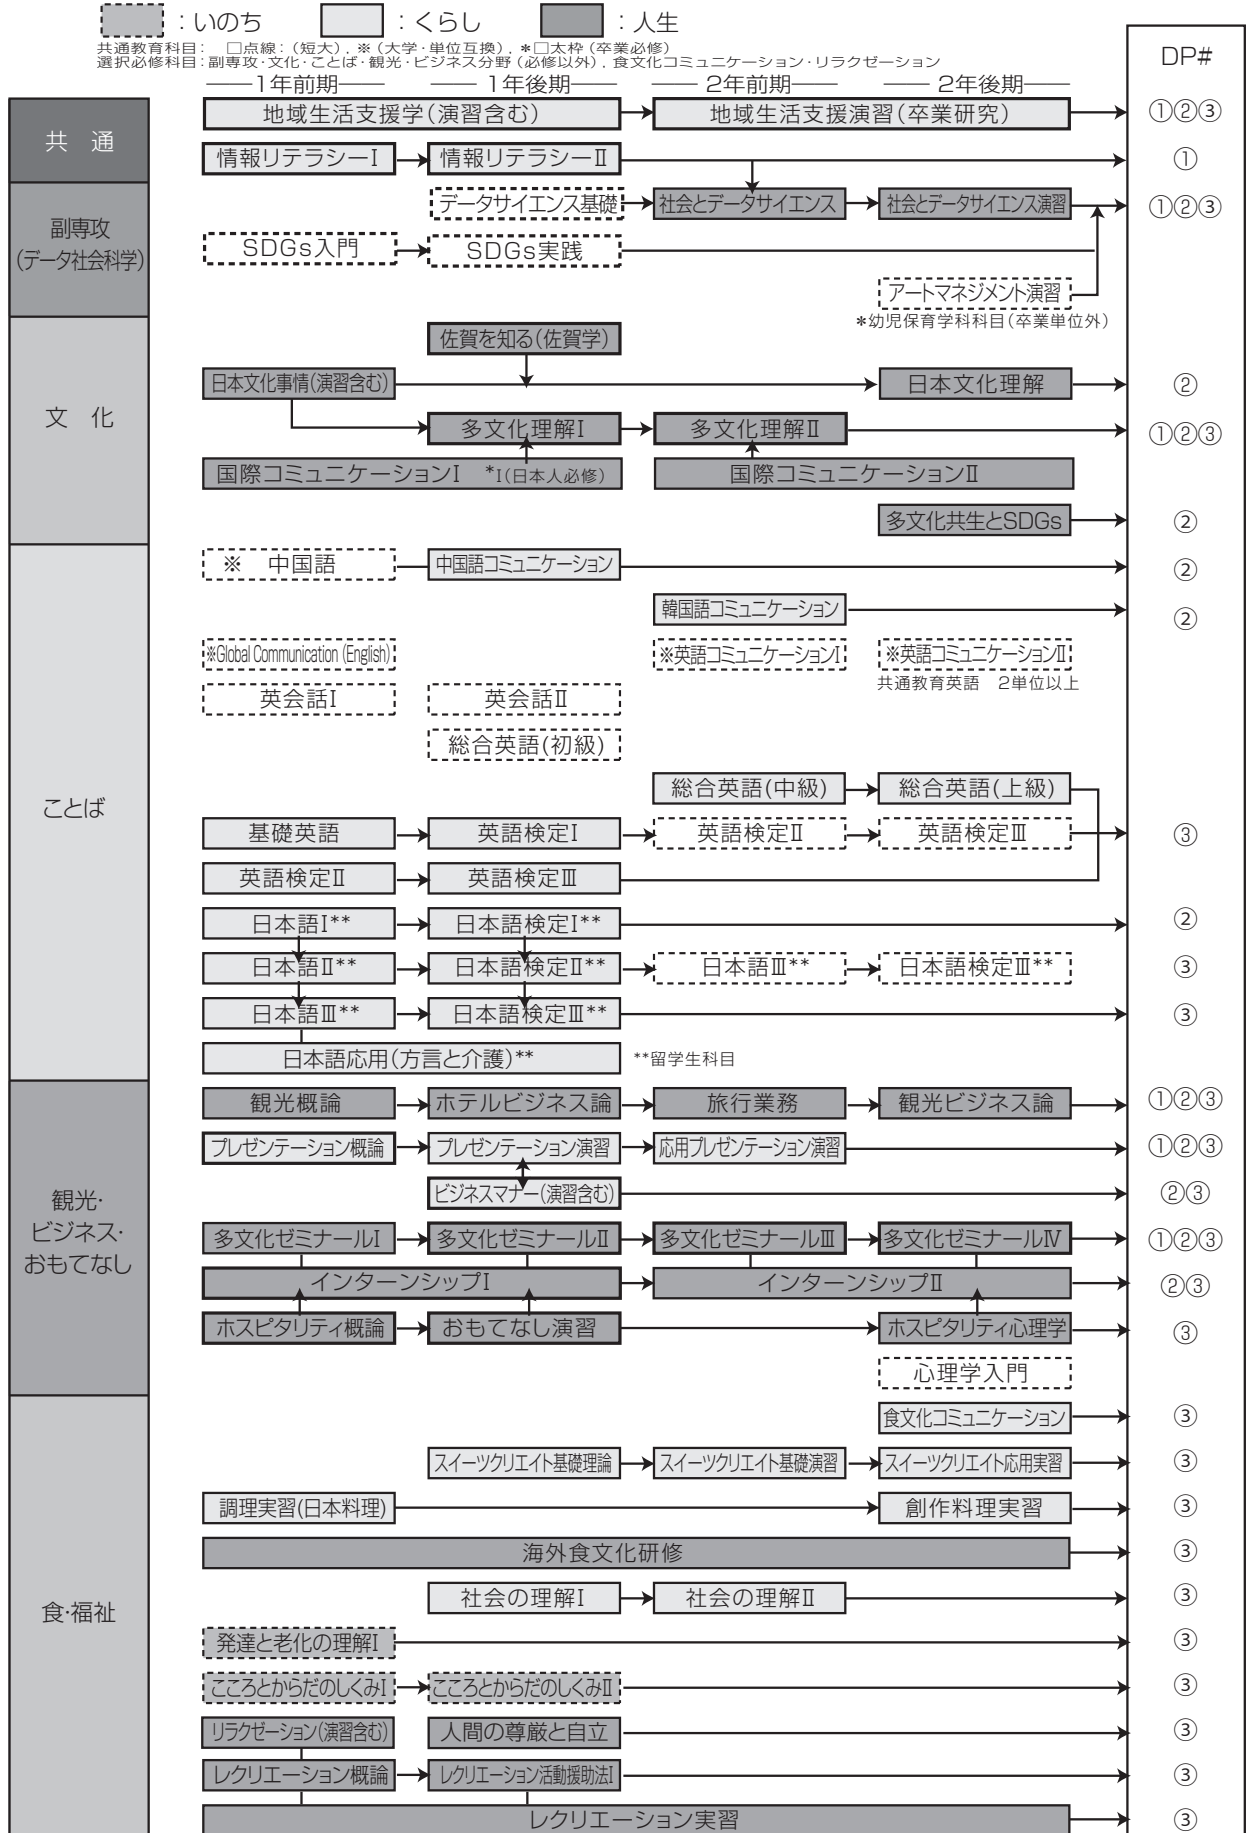 ：いのち　：くらし　：人生
共通教育科目：　□点線：（短大），※（大学・単位互換），*□太枠（卒業必修）
選択必修科目：副専攻・文化・ことば・観光・ビジネス分野（必修以外），食文化コミュニケーション・リラクゼーション
DP#
1年前期　1年後期　2年前期　2年後期
共　通
地域生活支援学（演習含む）　地域生活支援演習（卒業研究）　①②③
情報リテラシーⅠ　情報リテラシーⅡ　①
副専攻
（データ社会科学）
データサイエンス基礎　社会とデータサイエンス　社会とデータサイエンス演習　①②③
SDGs入門　SDGs実践
アートマネジメント演習
*幼児保育学科科目（卒業単位外）
文　化
佐賀を知る（佐賀学）
日本文化事情（演習含む）　日本文化理解　②
多文化理解Ⅰ　多文化理解Ⅱ　①②③
国際コミュニケーションⅠ　*Ⅰ（日本人必修）　国際コミュニケーションⅡ
多文化共生とSDGs　②
ことば
※　中国語　中国語コミュニケーション　②
韓国語コミュニケーション　②
※Global Communication (English)　※英語コミュニケーションⅠ　※英語コミュニケーションⅡ
共通教育英語　2単位以上
英会話Ⅰ　英会話Ⅱ
総合英語(初級)
総合英語(中級)　総合英語(上級)
基礎英語　英語検定Ⅰ　英語検定Ⅱ　英語検定Ⅲ　③
英語検定Ⅱ　英語検定Ⅲ
日本語Ⅰ**　日本語検定Ⅰ**　②
日本語Ⅱ**　日本語検定Ⅱ**　日本語Ⅲ**　日本語検定Ⅲ**　③
日本語Ⅲ**　日本語検定Ⅲ**　③
日本語応用（方言と介護）**　**留学生科目
観光・
ビジネス・
おもてなし
観光概論　ホテルビジネス論　旅行業務　観光ビジネス論　①②③
プレゼンテーション概論　プレゼンテーション演習　応用プレゼンテーション演習　①②③
ビジネスマナー（演習含む）　②③
多文化ゼミナールⅠ　多文化ゼミナールⅡ　多文化ゼミナールⅢ　多文化ゼミナールⅣ　①②③
インターンシップⅠ　インターンシップⅡ　②③
ホスピタリティ概論　おもてなし演習　ホスピタリティ心理学　③
心理学入門
食・福祉
食文化コミュニケーション　③
スイーツクリエイト基礎理論　スイーツクリエイト基礎演習　スイーツクリエイト応用実習　③
調理実習(日本料理)　創作料理実習　③
海外食文化研修　③
社会の理解Ⅰ　社会の理解Ⅱ　③
発達と老化の理解Ⅰ　③
こころとからだのしくみⅠ　こころとからだのしくみⅡ　③
リラクゼーション（演習含む）　人間の尊厳と自立　③
レクリエーション概論　レクリエーション活動援助法Ⅰ　③
レクリエーション実習　③